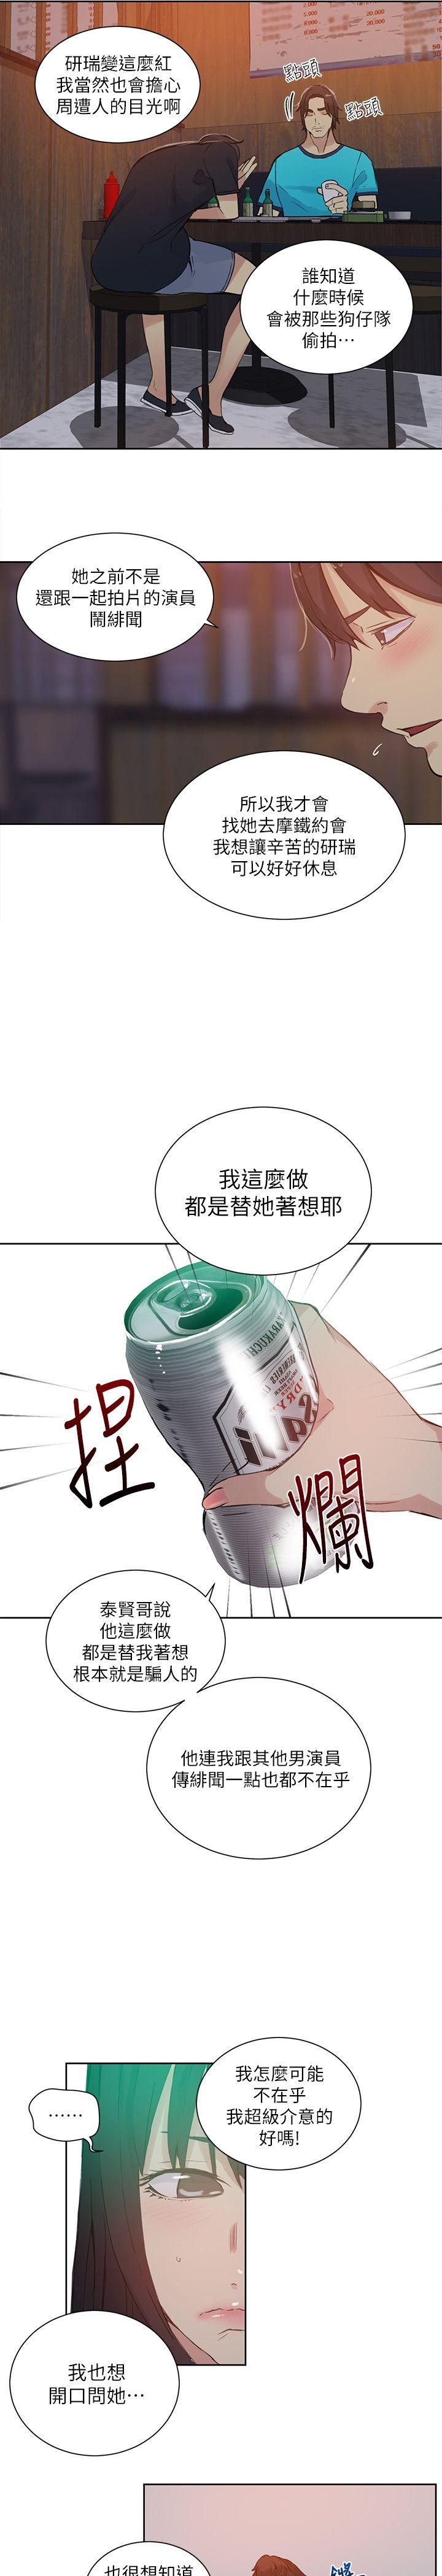 研瑞變這麼紅
我當然也會擔心
周遭人的目光啊
點頭
點頭
誰知道
什麼時候
會被那些狗仔隊
偷拍…
她之前不是
還跟一起拍片的演員
鬧緋聞
所以我才會
找她去摩鐵約會
我想讓辛苦的研瑞
可以好好休息
我這麼做
都是替她著想耶
KARAKUCHI
DRY
捏
爛
泰賢哥說
他這麼做
都是替我著想
根本就是騙人的
他連我跟其他男演員
傳緋聞一點也都不在乎
我怎麼可能
不在乎
我超級介意的
好嗎!
……
我也想
開口問她…
也很想知道